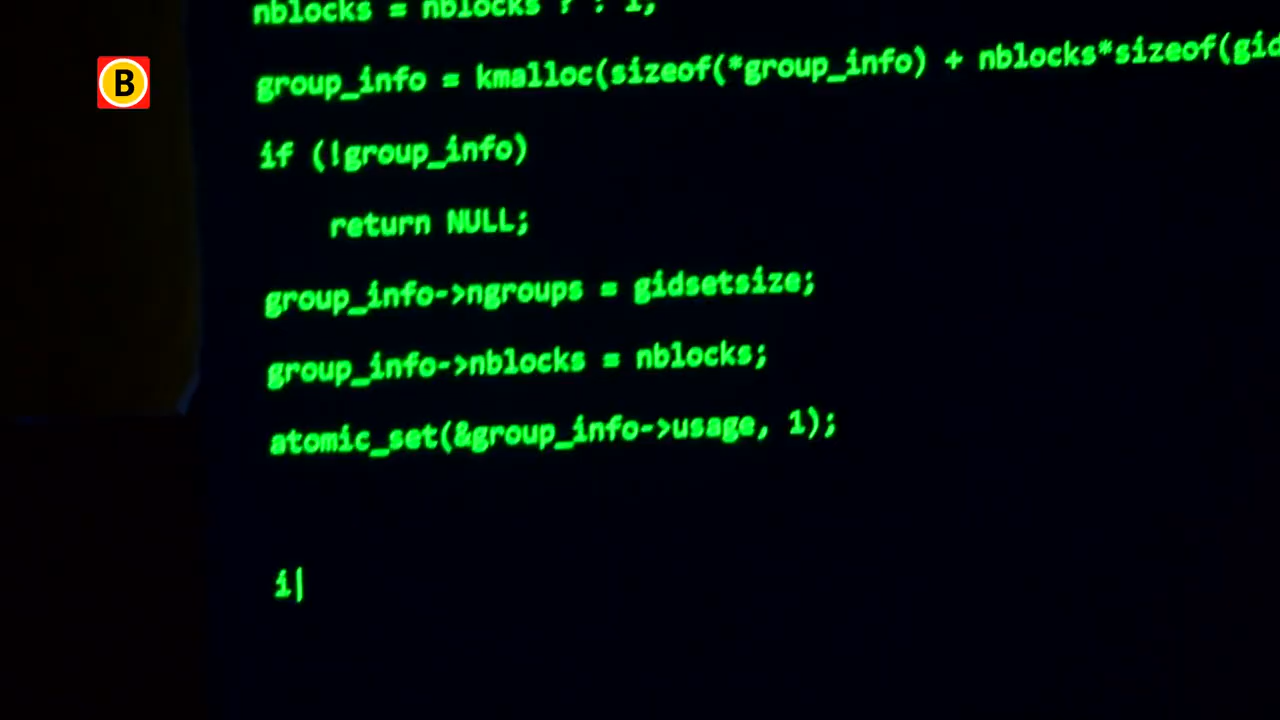 B
nblocks = nblocks ? : 1;
group_info = kmalloc(sizeof(*group_info) + nblocks*sizeof(gid
if (!group_info)
return NULL;
group_info->ngroups = gidsetsize;
group_info->nblocks = nblocks;
atomic_set(&group_info->usage, 1);
i|